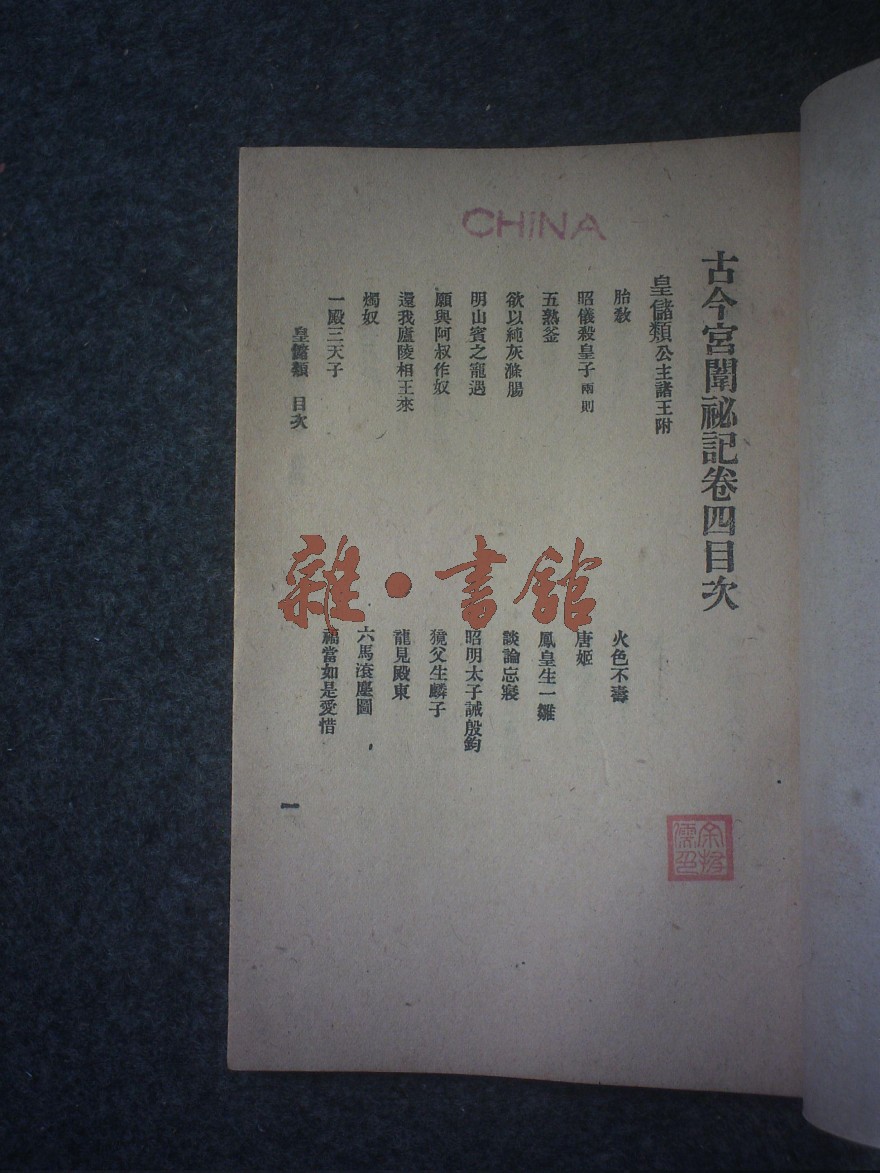 CHINA
古今宮闈祕記卷四目次
皇儲類公主諸王附
胎教
火色不壽
昭儀殺皇子兩則
唐姬
五熟釜
鳳皇生一雛
欲以純灰滌腸
談論忘寢
明山賓之寵遇
昭明太子誡殷鈞
願與阿叔作奴
獍父生麟子
還我廬陵相王來
龍見殿東
燭奴
六馬滾塵圖
一殿三天子
福當如是愛惜
皇儲類 目次
一
雜·書館